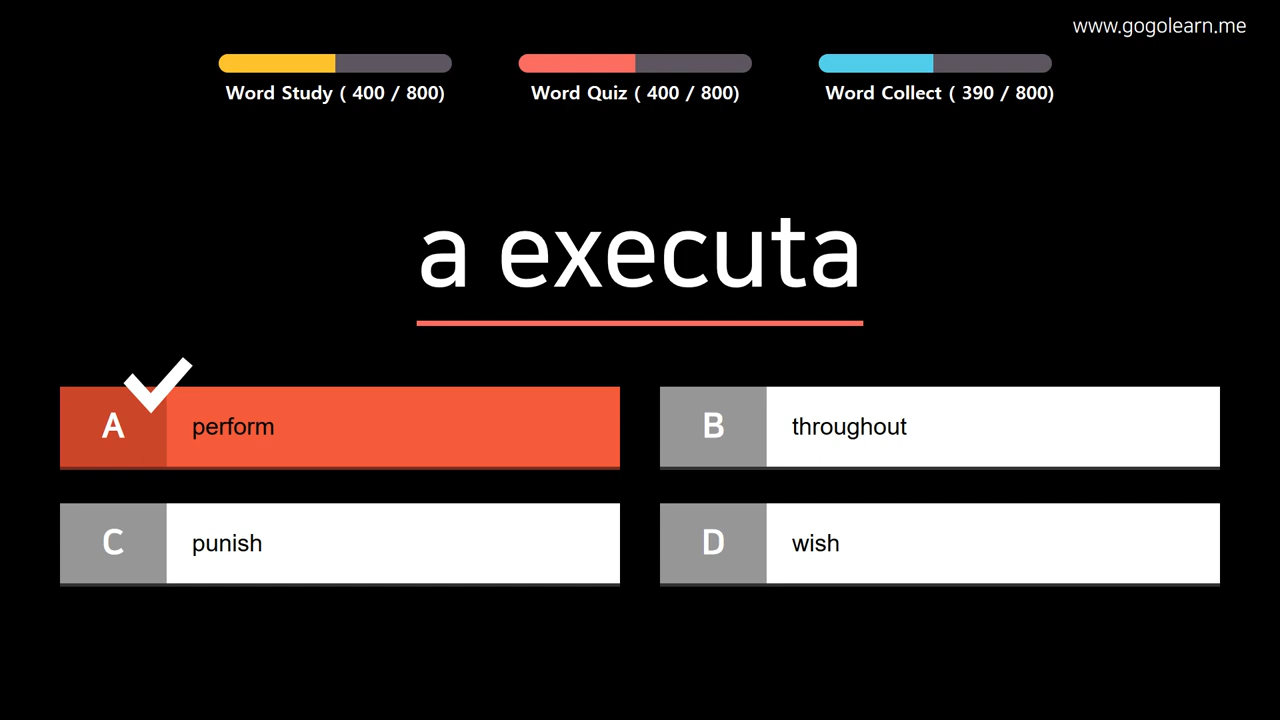 www.gogolearn.me
Word Study ( 400 / 800)
Word Quiz ( 400 / 800)
Word Collect ( 390 / 800)
a executa
A perform
B throughout
C punish
D wish